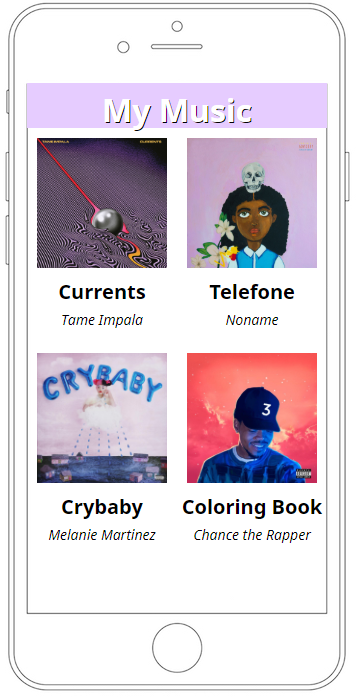 My Music
TAME IMPALA
CURRENTS
Currents
Telefone
Tame Impala
Noname
CRYBABY
3
Crybaby
Coloring Book
Melanie Martinez
Chance the Rapper